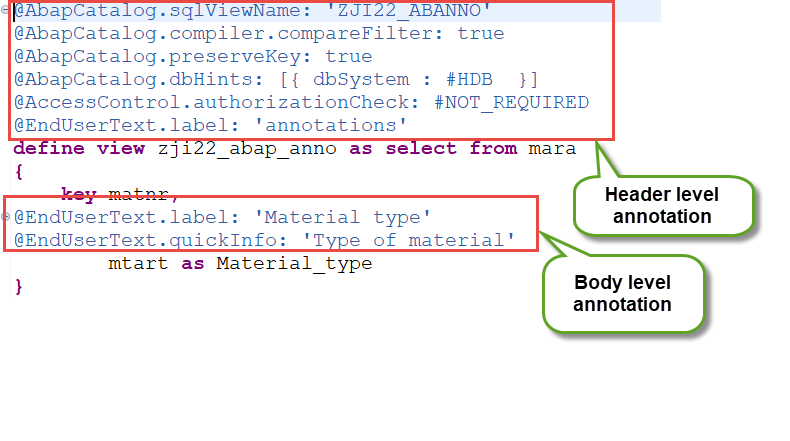 @AbapCatalog.sqlViewName: 'ZJI22_ABANNO'
@AbapCatalog.compiler.compareFilter: true
@AbapCatalog.preserveKey: true
@AbapCatalog.dbHints: [{ dbSystem : #HDB  }]
@AccessControl.authorizationCheck: #NOT_REQUIRED
@EndUserText.label: 'annotations'
define view zji22_abap_anno as select from mara
{
    key matnr,
@EndUserText.label: 'Material type'
@EndUserText.quickInfo: 'Type of material'
        mtart as Material_type
}
Header level
annotation
Body level
annotation